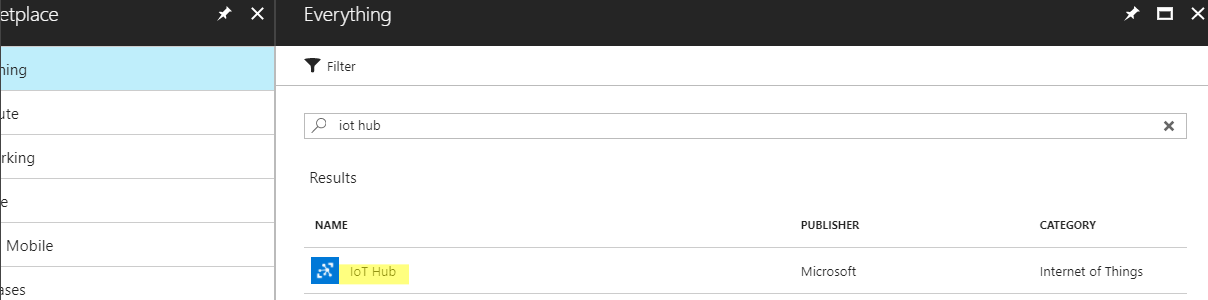 etplace
Everything
ning
Filter
ute
iot hub
rking
Results
e
NAME PUBLISHER CATEGORY
Mobile
IoT Hub Microsoft Internet of Things
ases